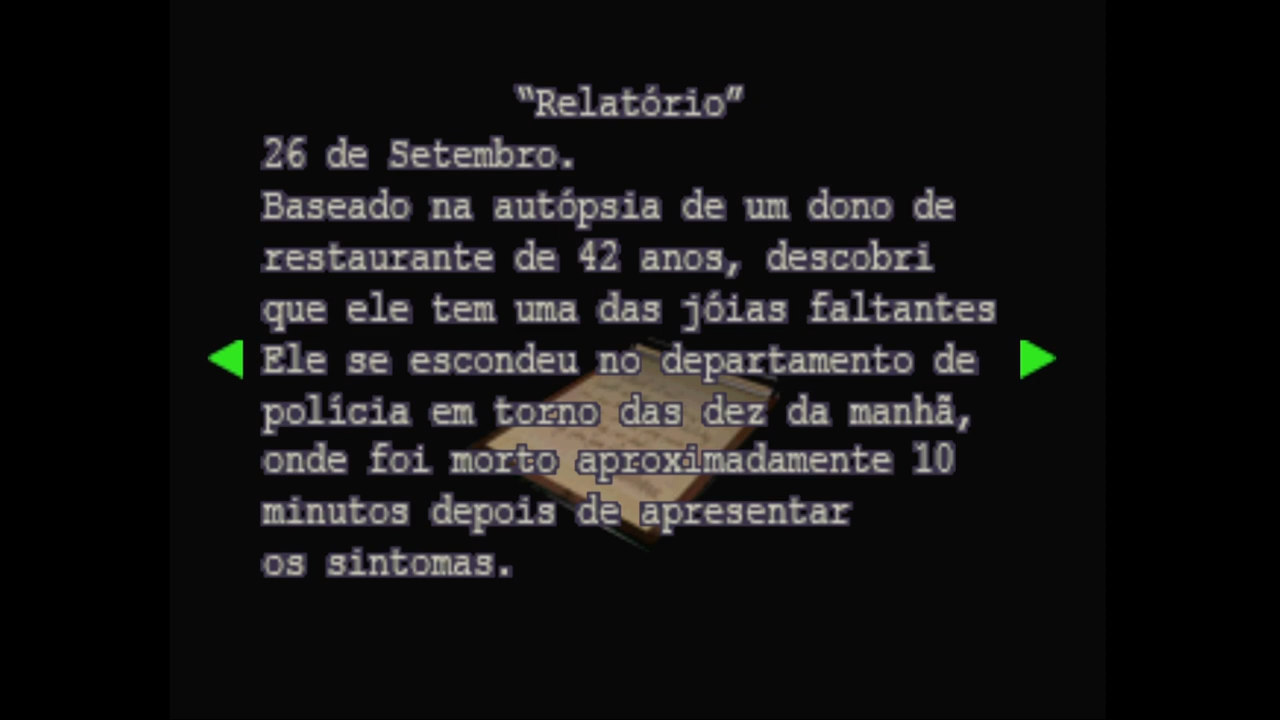 “Relatório”
26 de Setembro.
Baseado na autópsia de um dono de
restaurante de 42 anos, descobri
que ele tem uma das jóias faltantes
Ele se escondeu no departamento de
polícia em torno das dez da manhã,
onde foi morto aproximadamente 10
minutos depois de apresentar
os sintomas.